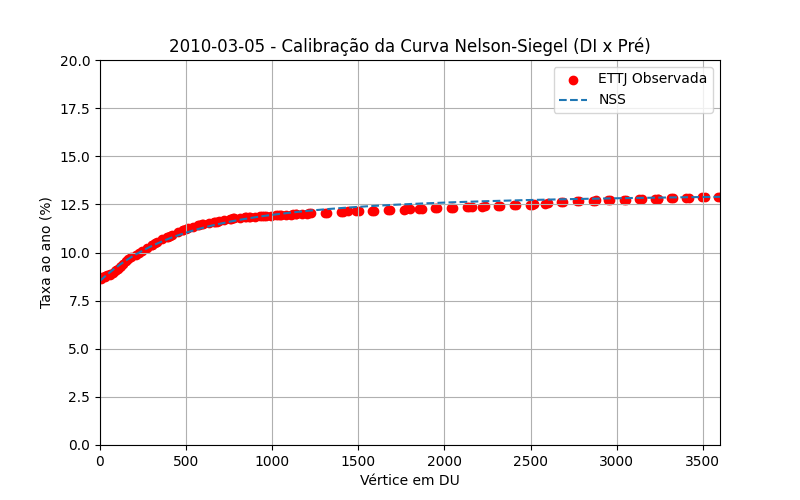 2010-03-05 - Calibração da Curva Nelson-Siegel (DI x Pré)
ETTJ Observada
NSS
Taxa ao ano (%)
20.0
17.5
15.0
12.5
10.0
7.5
5.0
2.5
0.0
0 500 1000 1500 2000 2500 3000 3500
Vértice em DU